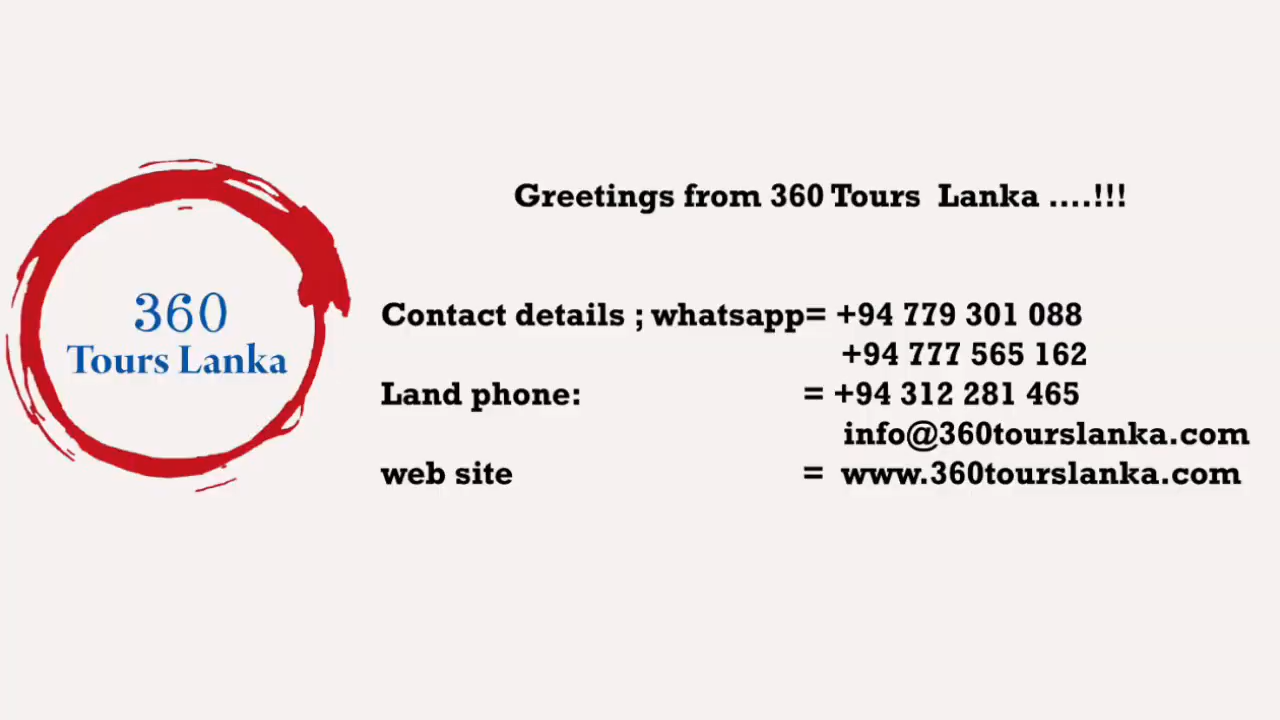 360
Tours Lanka
Greetings from 360 Tours Lanka ....!!!
Contact details ; whatsapp= +94 779 301 088
+94 777 565 162
Land phone: = +94 312 281 465
info@360tourslanka.com
web site = www.360tourslanka.com